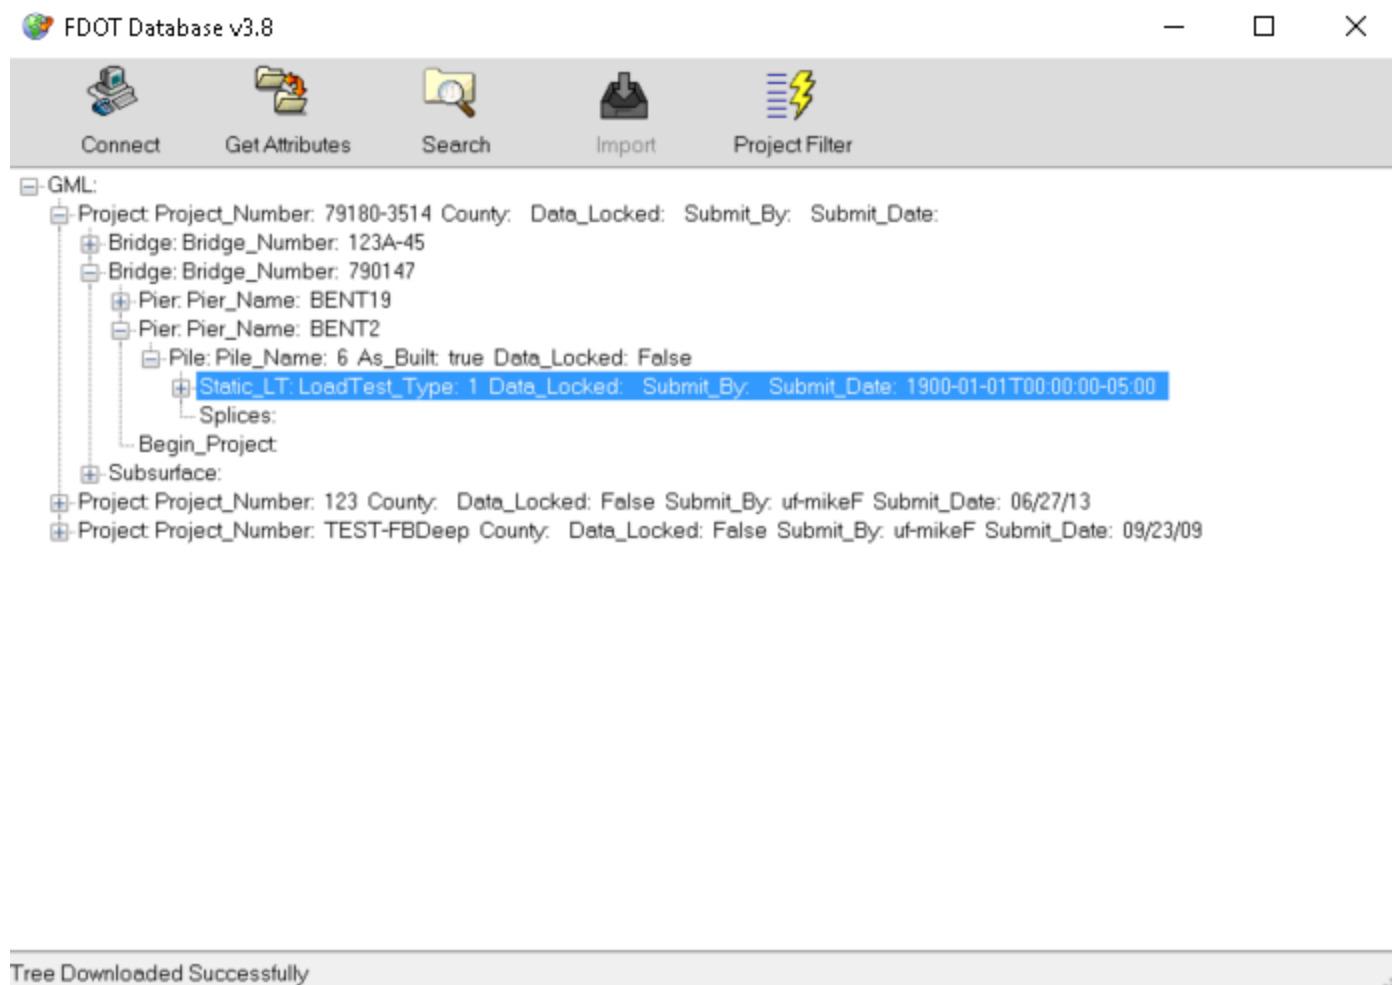 FDOT Database v3.8
Connect Get Attributes Search Import Project Filter
GML:
Project: Project_Number: 79180-3514 County: Data_Locked: Submit_By: Submit_Date:
Bridge: Bridge_Number: 123A-45
Bridge: Bridge_Number: 790147
Pier: Pier_Name: BENT19
Pier: Pier_Name: BENT2
Pile: Pile_Name: 6 As_Built: true Data_Locked: False
Static_LT: LoadTest_Type: 1 Data_Locked: Submit_By: Submit_Date: 1900-01-01T00:00:00-05:00
Splices:
Begin_Project:
Subsurface:
Project: Project_Number: 123 County: Data_Locked: False Submit_By: uf-mikeF Submit_Date: 06/27/13
Project: Project_Number: TEST-FBDeep County: Data_Locked: False Submit_By: uf-mikeF Submit_Date: 09/23/09
Tree Downloaded Successfully